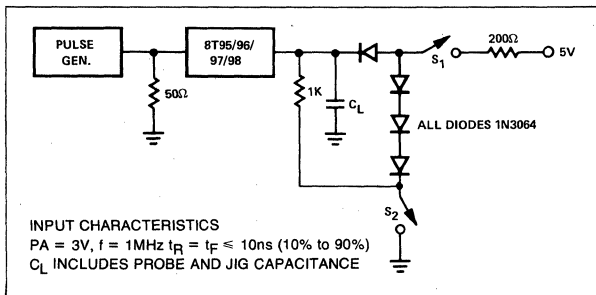 PULSE
GEN.
8T95/96/
97/98
50Ω
1K
C_L
S_1
200Ω
5V
ALL DIODES 1N3064
S_2
INPUT CHARACTERISTICS
PA = 3V, f = 1MHz t_R = t_F ≤ 10ns (10% to 90%)
C_L INCLUDES PROBE AND JIG CAPACITANCE